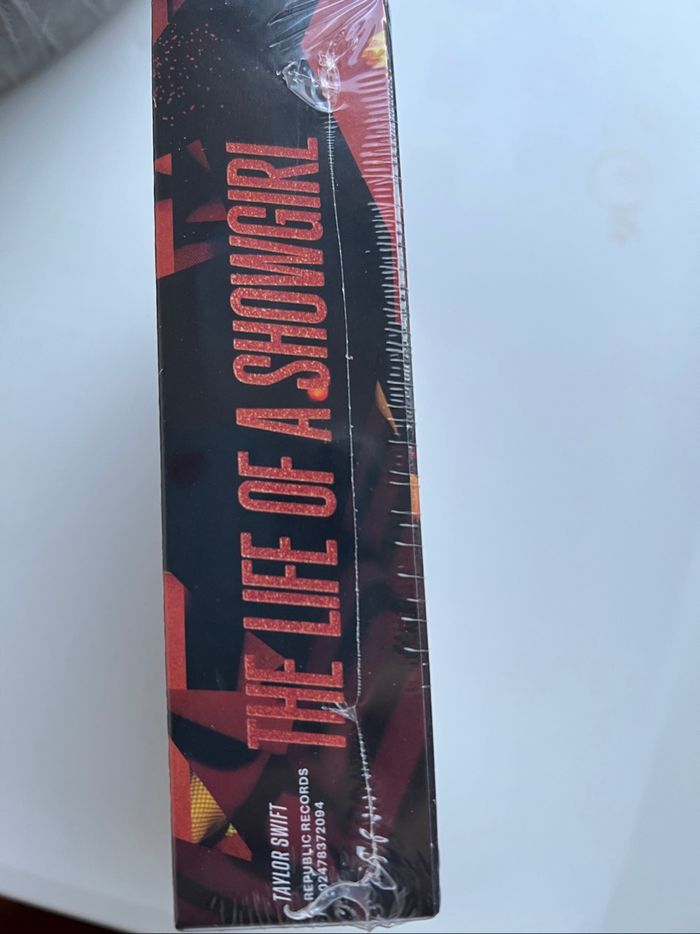 THE LIFE OF A SHOWGIRL
TAYLOR SWIFT
REPUBLIC RECORDS
02478372094